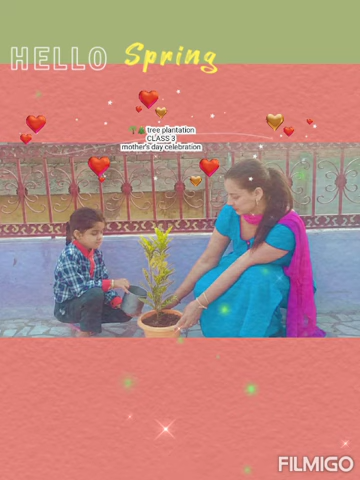 HELLO Spring
🌴🌳 tree plantation
CLASS 3
mother's day celebration
FILMIGO